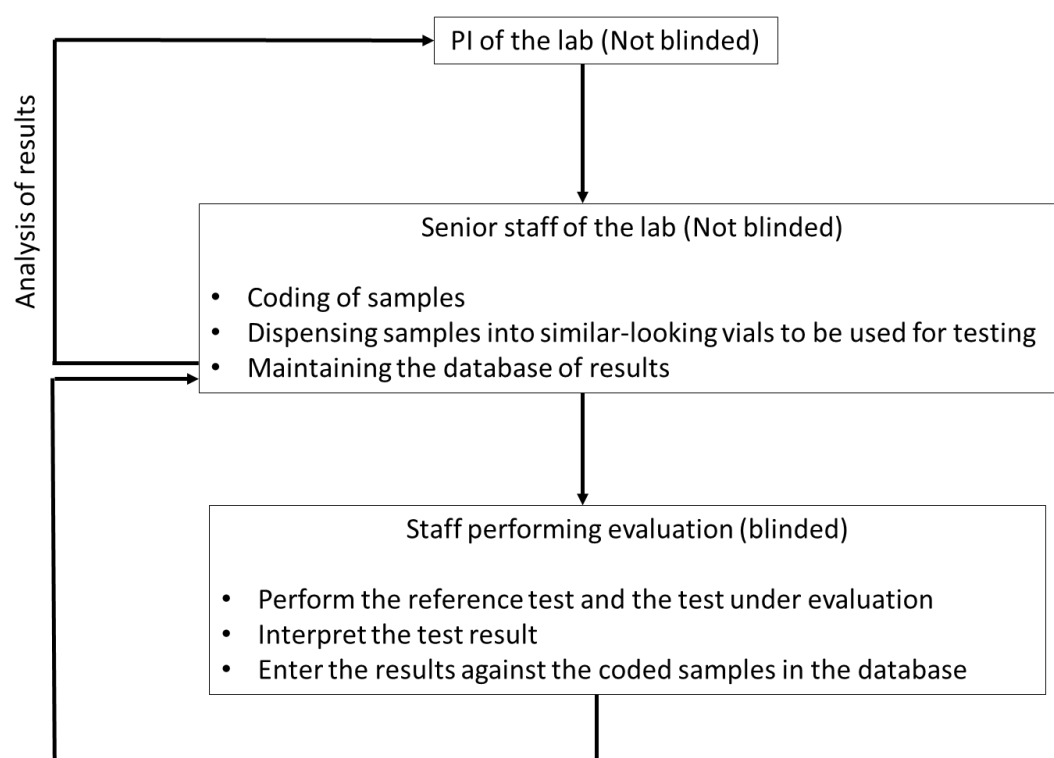 PI of the lab (Not blinded)
Analysis of results
Senior staff of the lab (Not blinded)
• Coding of samples
• Dispensing samples into similar-looking vials to be used for testing
• Maintaining the database of results
Staff performing evaluation (blinded)
• Perform the reference test and the test under evaluation
• Interpret the test result
• Enter the results against the coded samples in the database